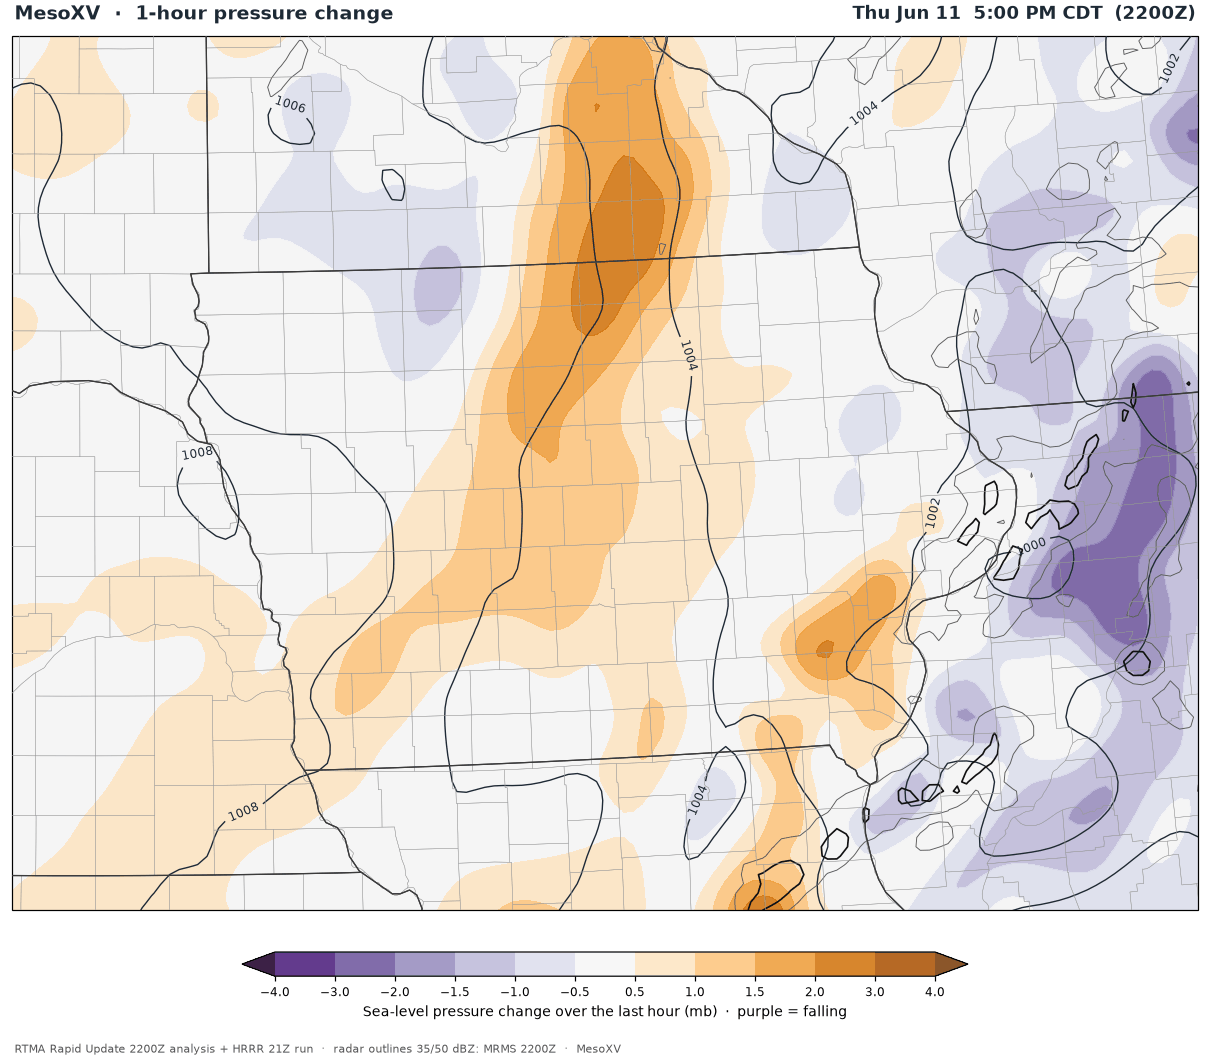 MesoXV · 1-hour pressure change
Thu Jun 11 5:00 PM CDT (2200Z)
1002
1006
1004
1004
1008
1002
1000
1004
1008
−4.0 −3.0 −2.0 −1.5 −1.0 −0.5 0.5 1.0 1.5 2.0 3.0 4.0
Sea-level pressure change over the last hour (mb) · purple = falling
RTMA Rapid Update 2200Z analysis + HRRR 21Z run · radar outlines 35/50 dBZ: MRMS 2200Z · MesoXV